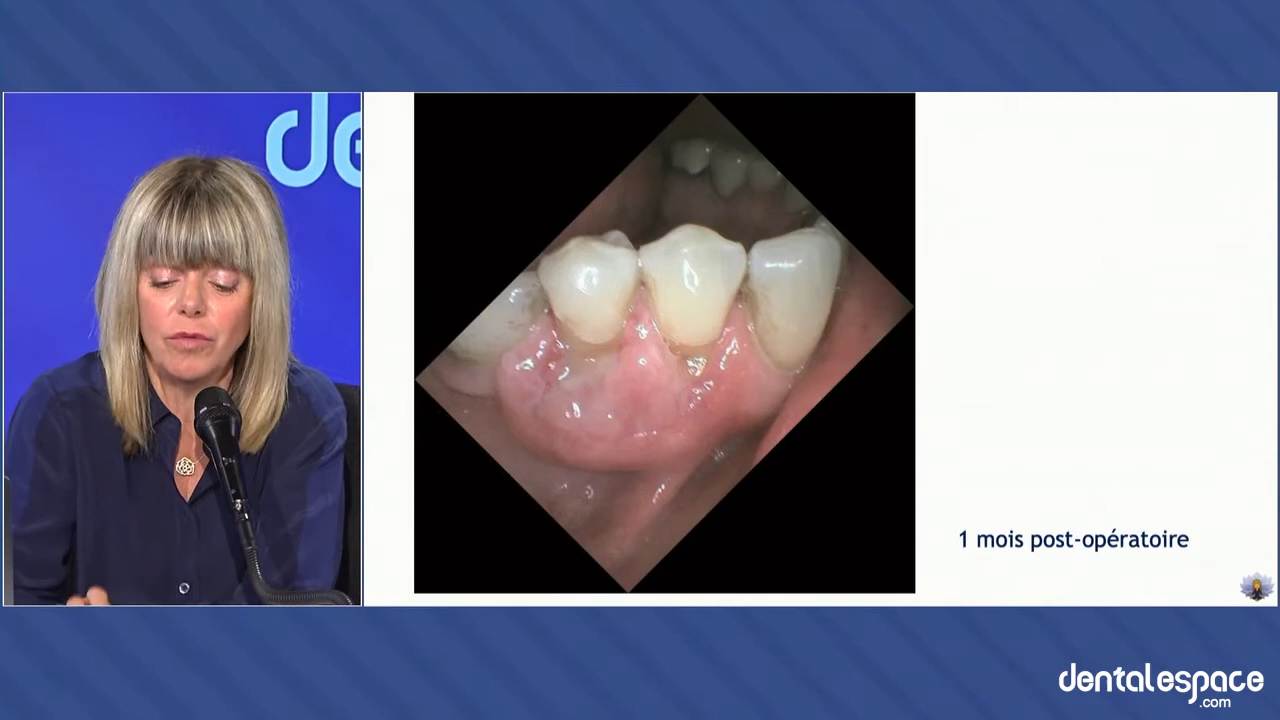 de
1 mois post-opératoire
dentalespace
.com